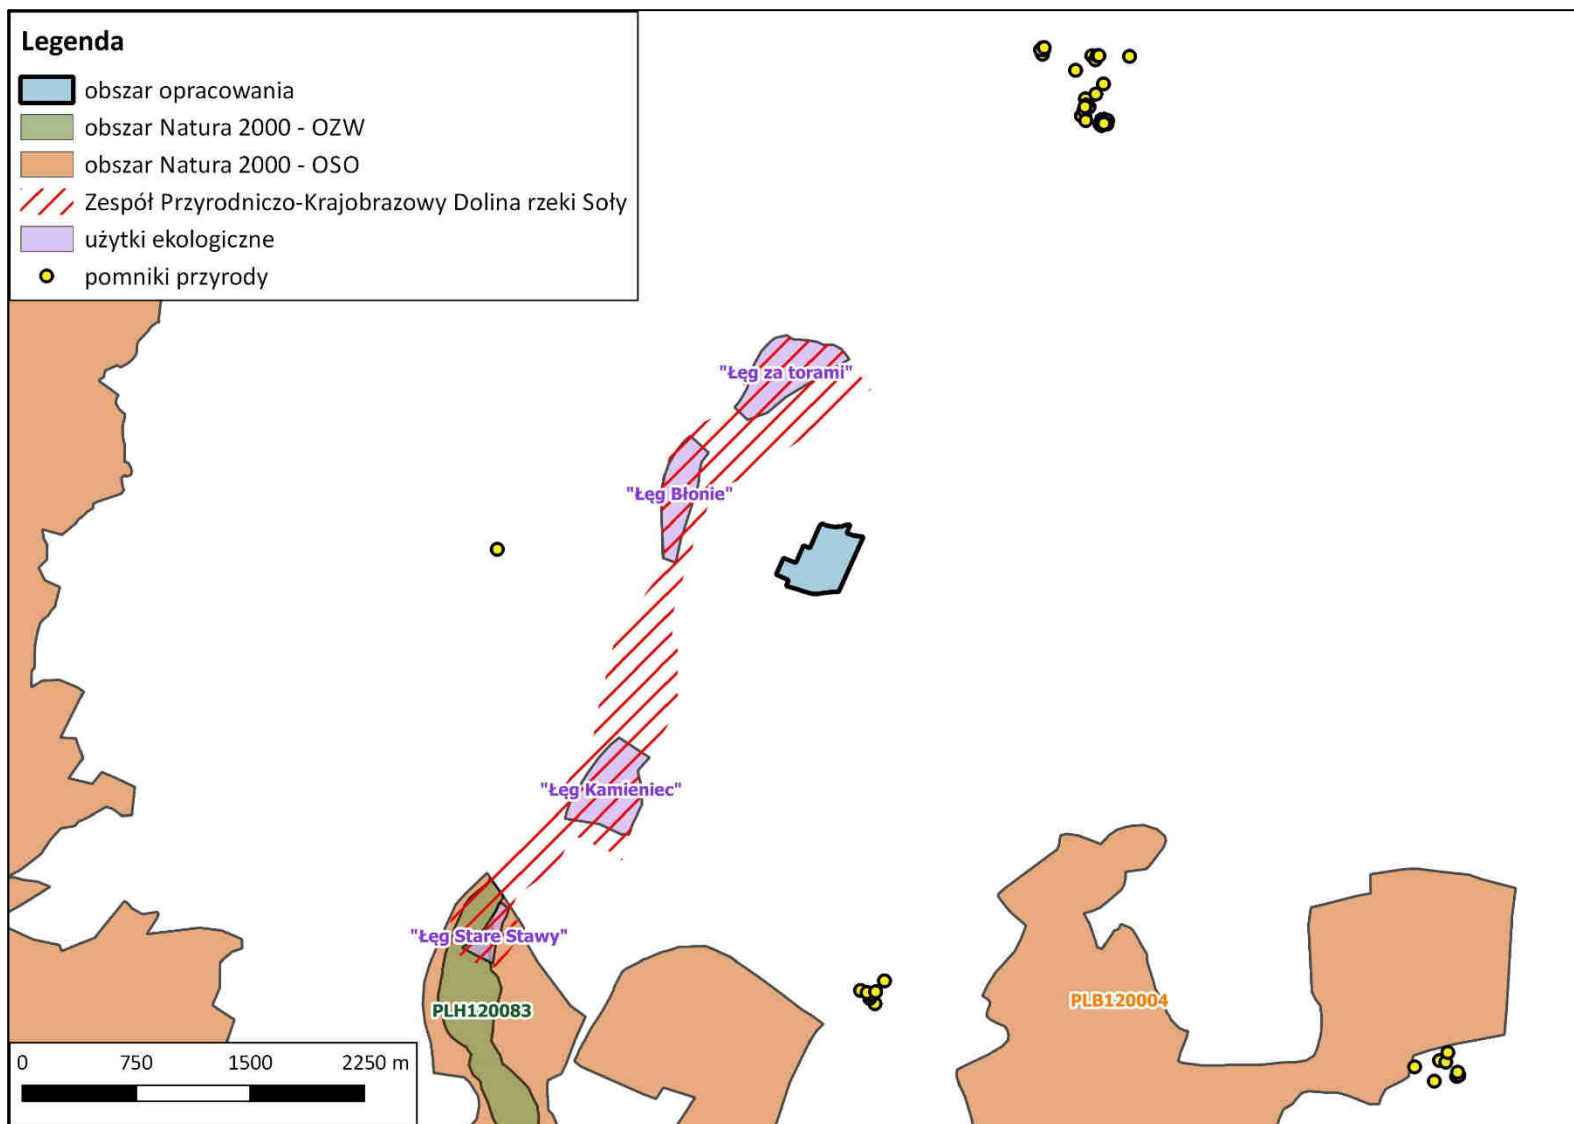 Legenda
obszar opracowania
obszar Natura 2000 - OZW
obszar Natura 2000 - OSO
Zespół Przyrodniczo-Krajobrazowy Dolina rzeki Soły
użytki ekologiczne
pomniki przyrody
"Łęg za torami"
"Łęg Błonie"
"Łęg Kamieniec"
"Łęg Stare Stawy"
PLH120083
PLB120004
0 750 1500 2250 m